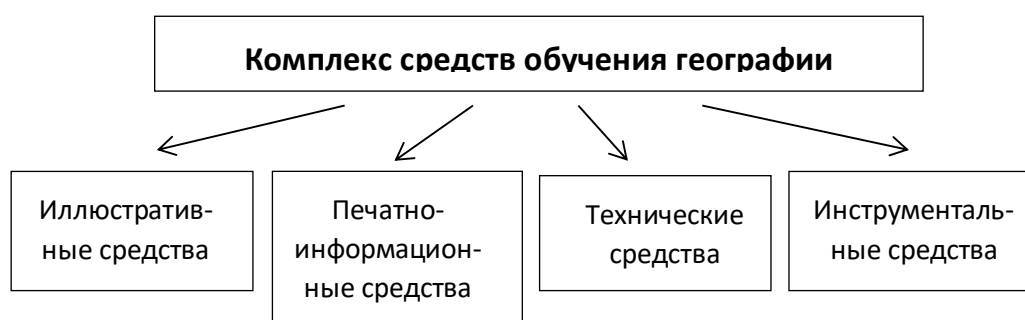 Комплекс средств обучения географии
Иллюстратив-
ные средства
Печатно-
информацион-
ные средства
Технические
средства
Инструменталь-
ные средства